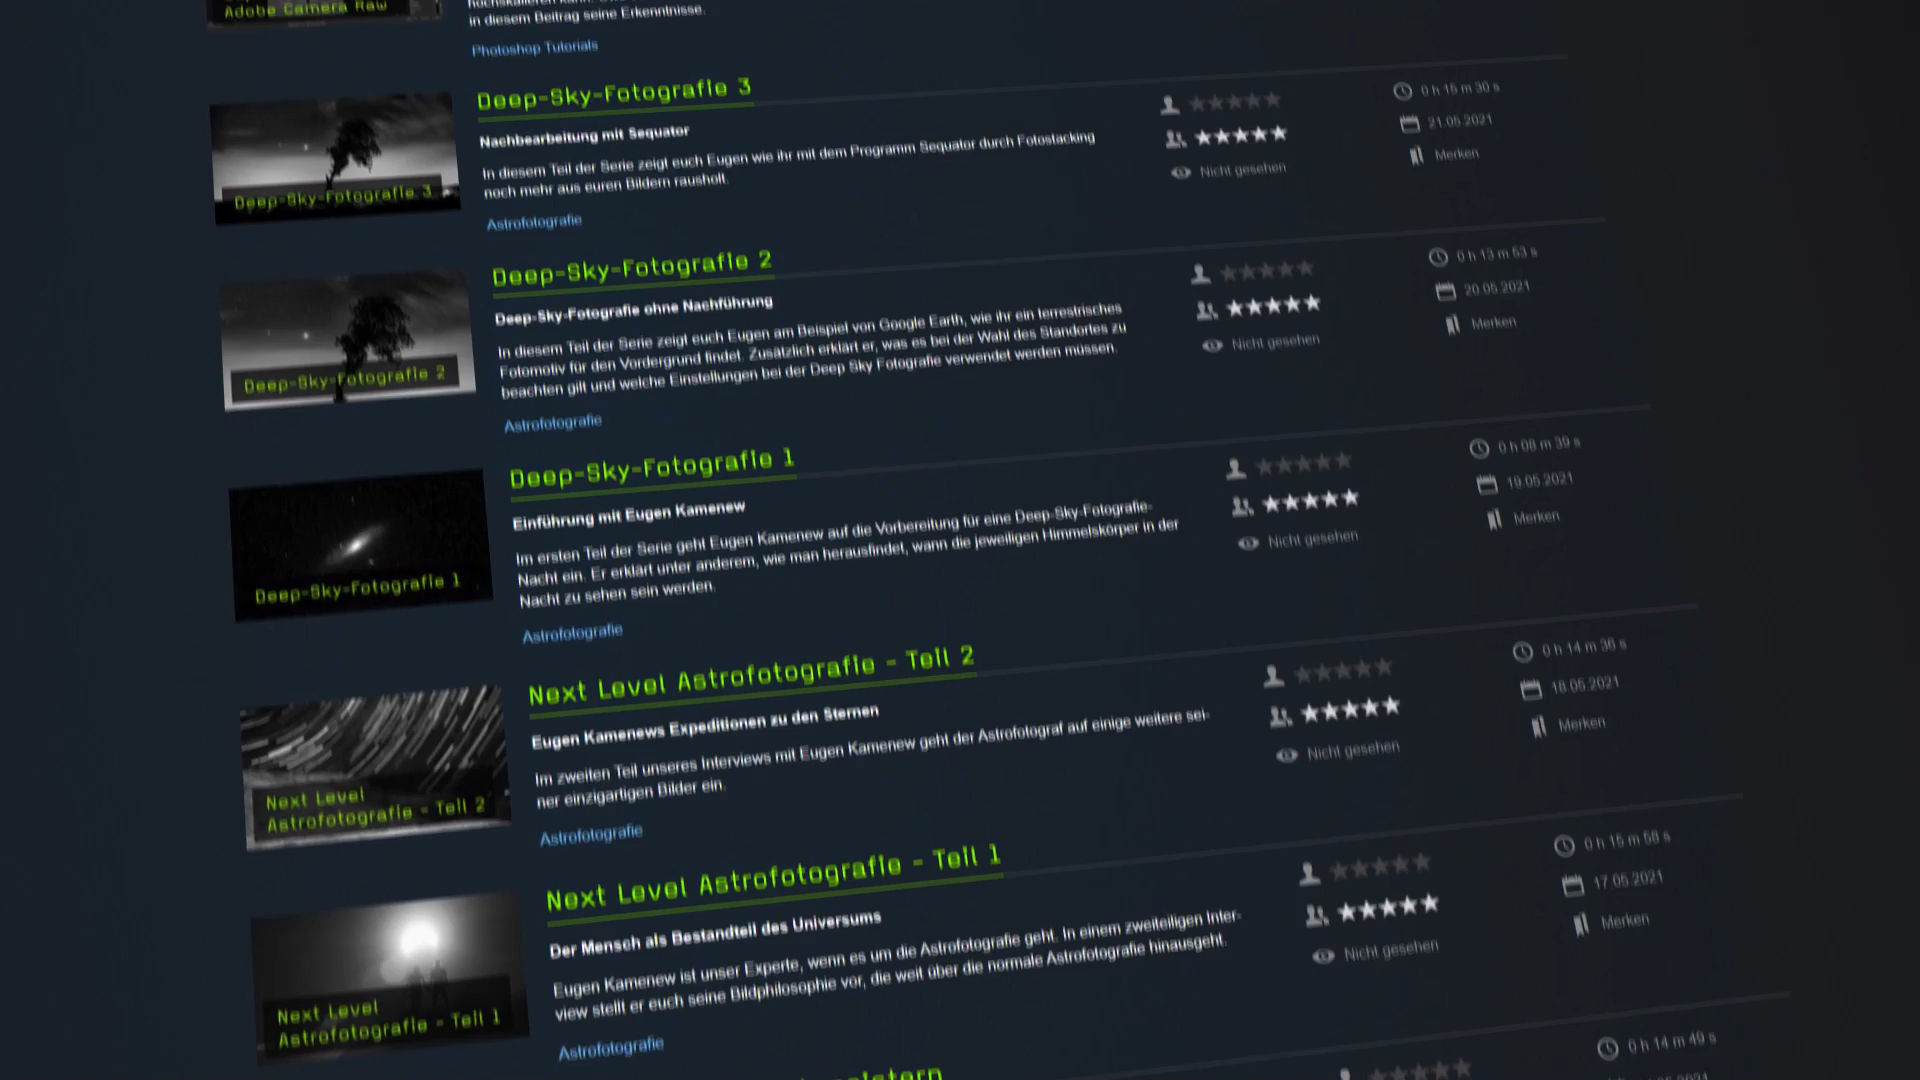 Adobe Camera Raw
in diesem Beitrag seine Erkenntnisse.
Photoshop Tutorials
Deep-Sky-Fotografie 3
Deep-Sky-Fotografie 3
Nachbearbeitung mit Sequator
In diesem Teil der Serie zeigt euch Eugen wie ihr mit dem Programm Sequator durch Fotostacking
noch mehr aus euren Bildern rausholt.
Astrofotografie
Nicht gesehen
0 h 15 m 30 s
21.05.2021
Merken
Deep-Sky-Fotografie 2
Deep-Sky-Fotografie 2
Deep-Sky-Fotografie ohne Nachführung
In diesem Teil der Serie zeigt euch Eugen am Beispiel von Google Earth, wie ihr ein terrestrisches
Fotomotiv für den Vordergrund findet. Zusätzlich erklärt er, was es bei der Wahl des Standortes zu
beachten gilt und welche Einstellungen bei der Deep Sky Fotografie verwendet werden müssen.
Astrofotografie
Nicht gesehen
0 h 13 m 53 s
20.05.2021
Merken
Deep-Sky-Fotografie 1
Deep-Sky-Fotografie 1
Einführung mit Eugen Kamenew
Im ersten Teil der Serie geht Eugen Kamenew auf die Vorbereitung für eine Deep-Sky-Fotografie-
Nacht ein. Er erklärt unter anderem, wie man herausfindet, wann die jeweiligen Himmelskörper in der
Nacht zu sehen sein werden.
Astrofotografie
Nicht gesehen
0 h 08 m 39 s
19.05.2021
Merken
Next Level
Astrofotografie - Teil 2
Next Level Astrofotografie - Teil 2
Eugen Kamenews Expeditionen zu den Sternen
Im zweiten Teil unseres Interviews mit Eugen Kamenew geht der Astrofotograf auf einige weitere sei-
ner einzigartigen Bilder ein.
Astrofotografie
Nicht gesehen
0 h 14 m 36 s
18.05.2021
Merken
Next Level
Astrofotografie - Teil 1
Next Level Astrofotografie - Teil 1
Der Mensch als Bestandteil des Universums
Eugen Kamenew ist unser Experte, wenn es um die Astrofotografie geht. In einem zweiteiligen Inter-
view stellt er euch seine Bildphilosophie vor, die weit über die normale Astrofotografie hinausgeht.
Astrofotografie
Nicht gesehen
0 h 15 m 58 s
17.05.2021
Merken
0 h 14 m 49 s